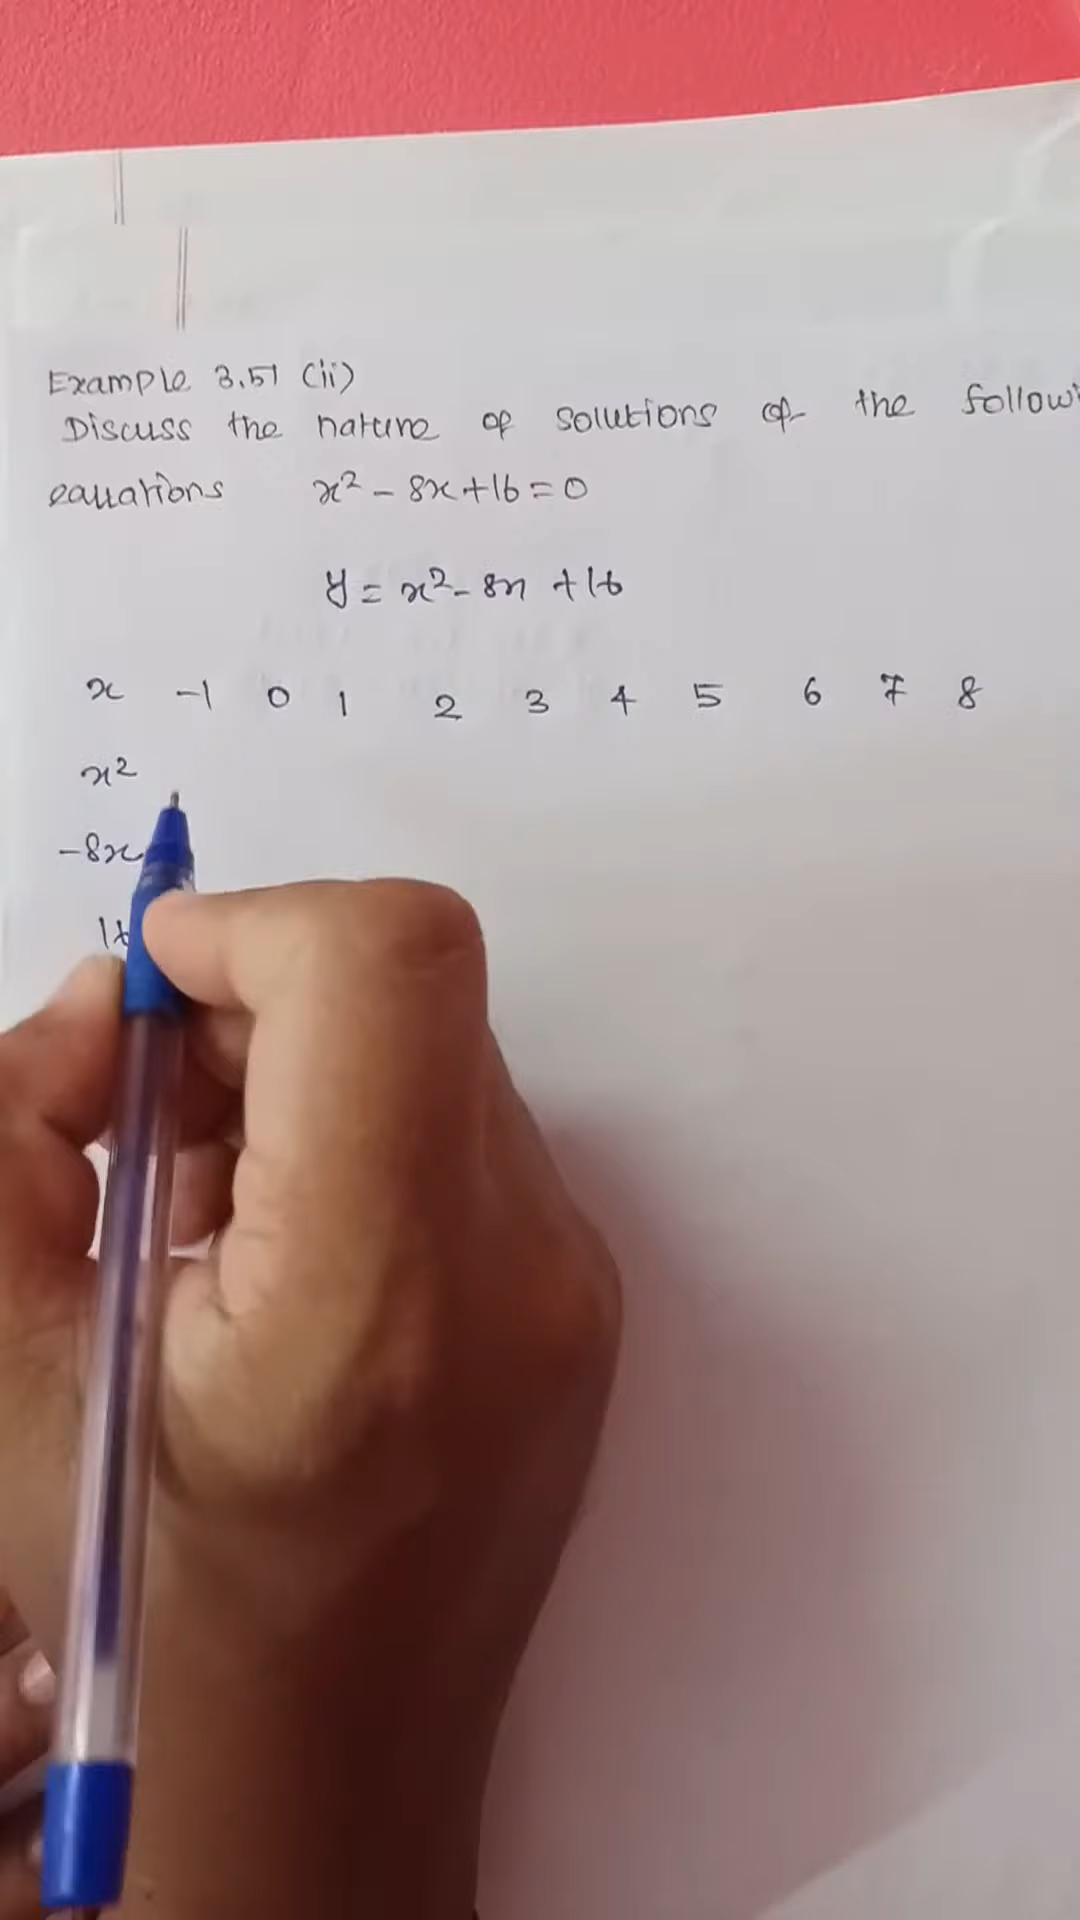 Example 3.51 (ii)
Discuss the nature of solutions of the follow
equations x² - 8x + 16 = 0
y = x² - 8x + 16
x -1 0 1 2 3 4 5 6 7 8
x²
-8x
16